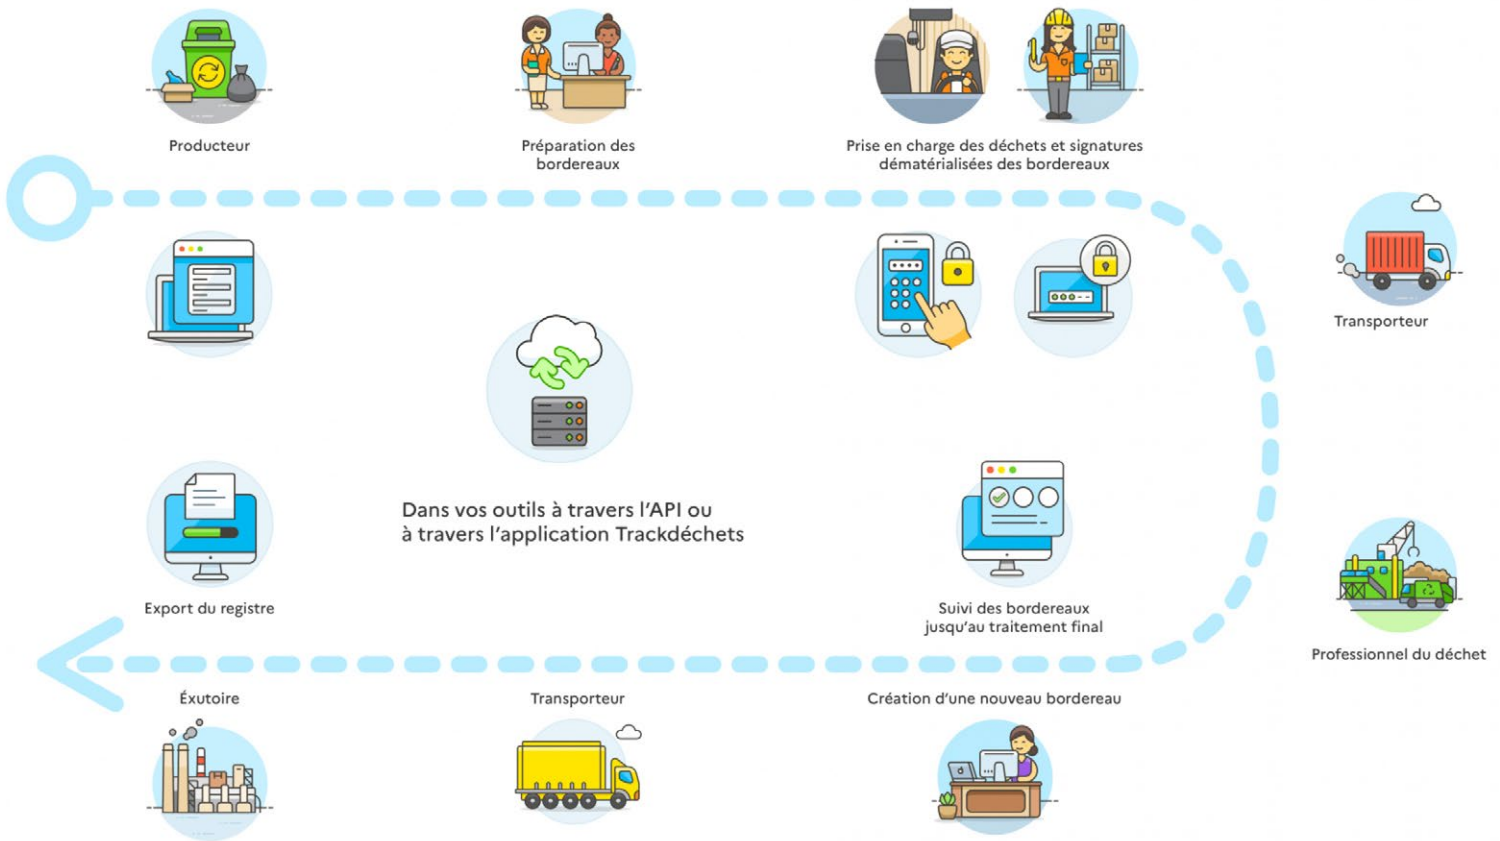 Producteur
Préparation des
bordereaux
Prise en charge des déchets et signatures
dématérialisées des bordereaux
Transporteur
Dans vos outils à travers l'API ou
à travers l'application Trackdéchets
Export du registre
Suivi des bordereaux
jusqu'au traitement final
Professionnel du déchet
Éxutoire
Transporteur
Création d'une nouveau bordereau